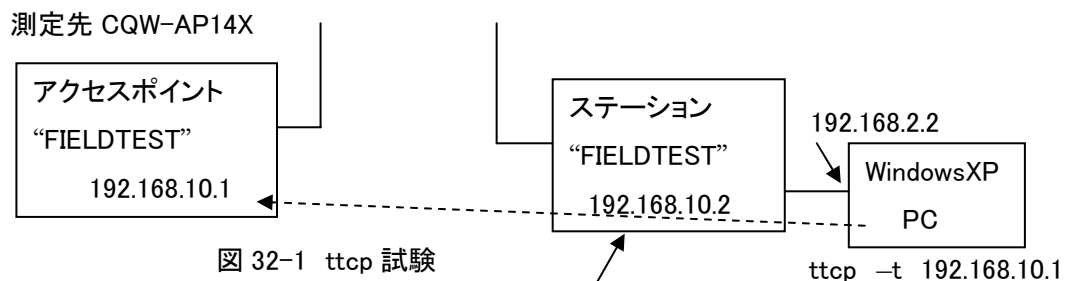 測定先 CQW-AP14X
アクセスポイント
“FIELDTEST”
192.168.10.1
ステーション
“FIELDTEST”
192.168.10.2
192.168.2.2
WindowsXP
PC
ttcp –t 192.168.10.1
図 32-1 ttcp 試験